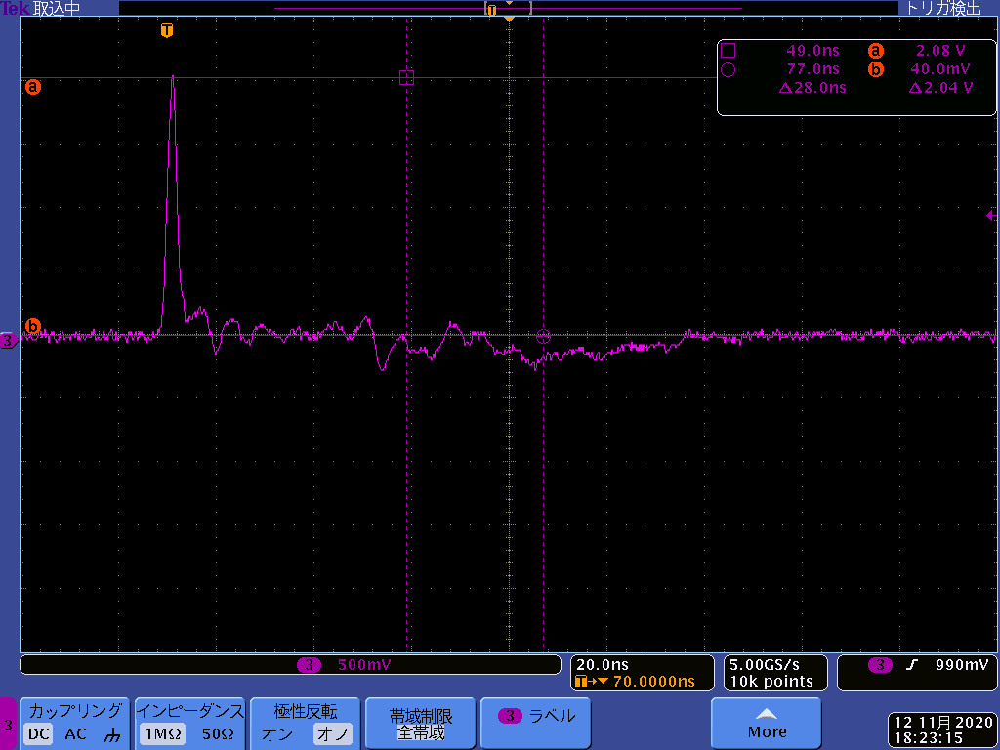 Tek 取込中
トリガ検出
T
T
49.0ns a 2.08 V
77.0ns b 40.0mV
Δ28.0ns Δ2.04 V
a
b
3
3 500mV
20.0ns
T→▼70.0000ns
5.00GS/s
10k points
3 990mV
3
カップリング
DC AC
インピーダンス
1MΩ 50Ω
極性反転
オン オフ
帯域制限
全帯域
3 ラベル
More
12 11月 2020
18:23:15